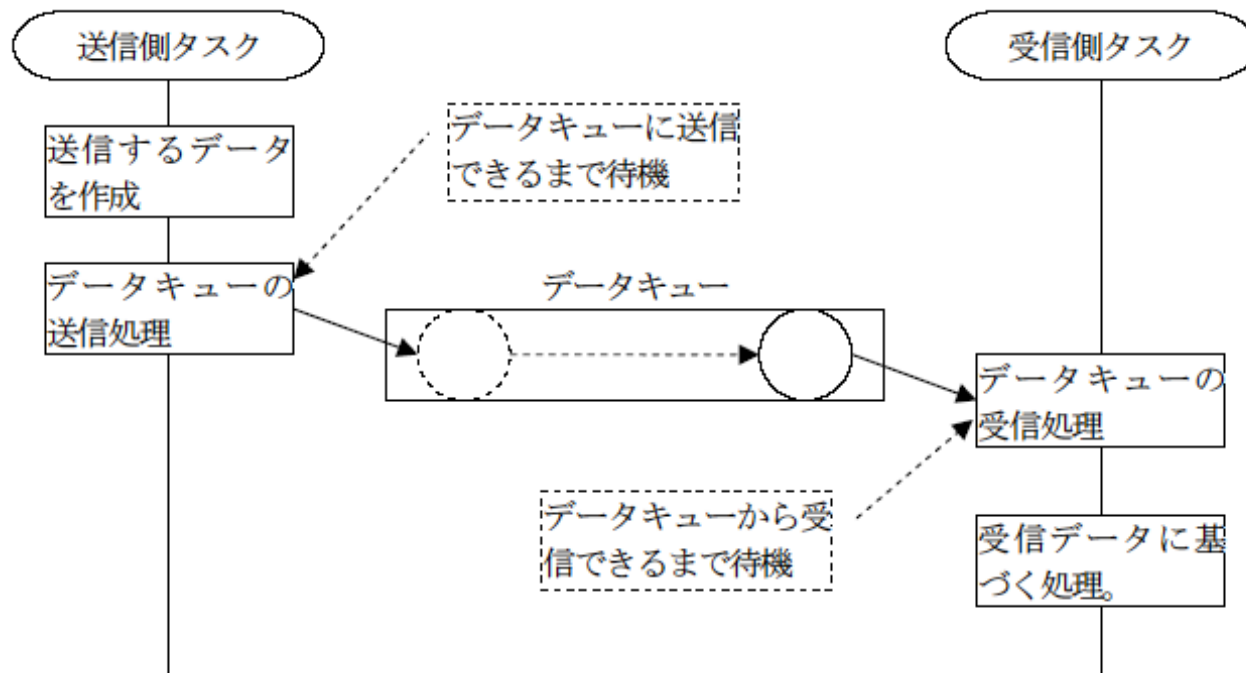 送信側タスク
受信側タスク
データキューに送信
できるまで待機
送信するデータ
を作成
データキューの
送信処理
データキュー
データキューの
受信処理
データキューから受
信できるまで待機
受信データに基
づく処理。